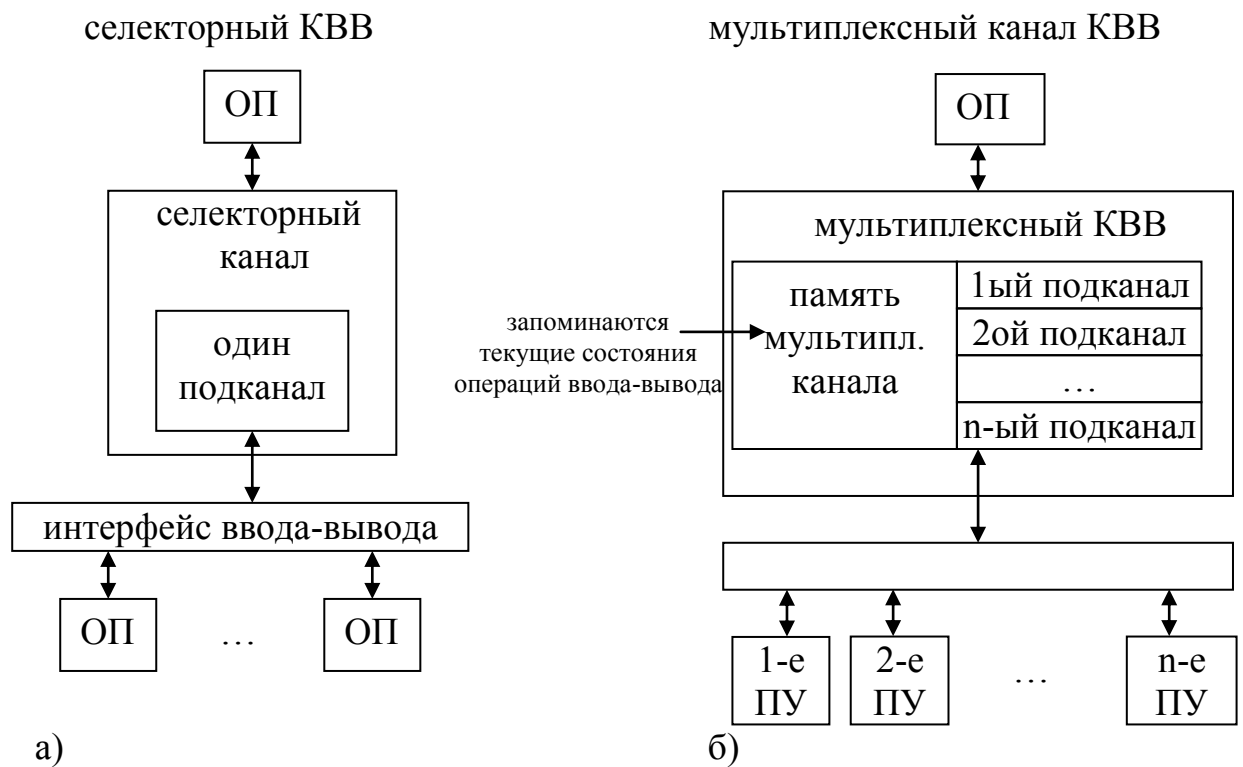 селекторный КВВ
ОП
селекторный
канал
один
подканал
интерфейс ввода-вывода
ОП
…
ОП
а)
мультиплексный канал КВВ
ОП
мультиплексный КВВ
запоминаются
текущие состояния
операций ввода-вывода
память
мультипл.
канала
1ый подканал
2ой подканал
…
n-ый подканал
1-е
ПУ
2-е
ПУ
…
n-е
ПУ
б)